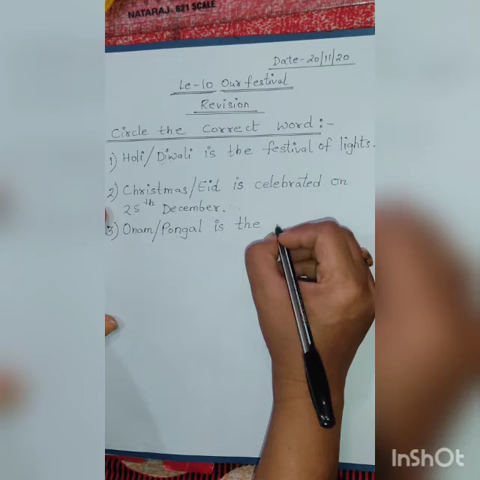 NATARAJ-621 SCALE
Date-20/11/20
Le-10 Our festival
Revision
Circle the Correct Word:-
1) Holi/Diwali is the festival of lights.
2) Christmas/Eid is celebrated on
25th December.
3) Onam/Pongal is the
InShOt